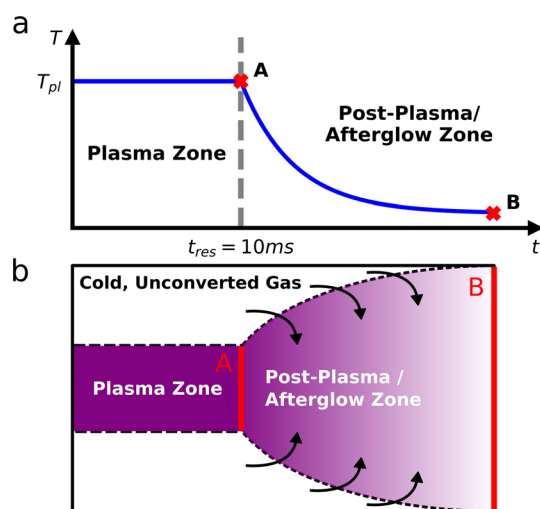 a
T
T_pl
A
Post-Plasma/
Afterglow Zone
Plasma Zone
B
t_res = 10ms
t
b
Cold, Unconverted Gas
B
A
Plasma Zone
Post-Plasma /
Afterglow Zone